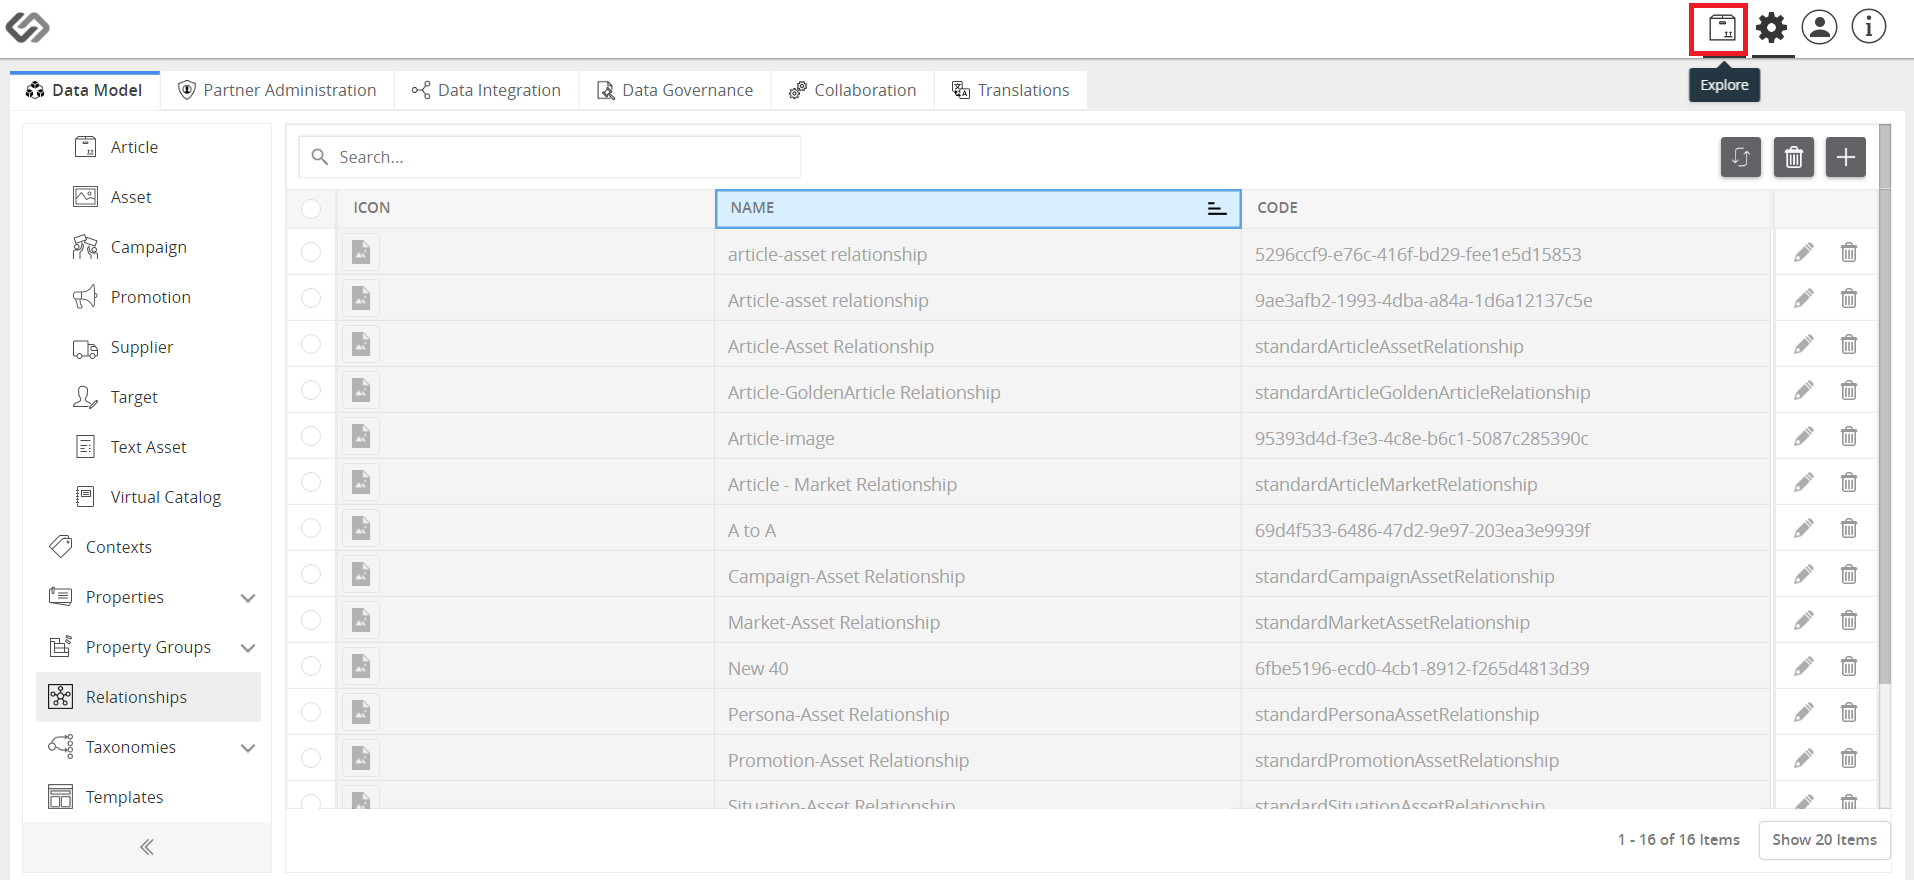 Explore
Data Model Partner Administration Data Integration Data Governance Collaboration Translations
Article
Asset
Campaign
Promotion
Supplier
Target
Text Asset
Virtual Catalog
Contexts
Properties
Property Groups
Relationships
Taxonomies
Templates
Search...
ICON NAME CODE
article-asset relationship 5296ccf9-e76c-416f-bd29-fee1e5d15853
Article-asset relationship 9ae3afb2-1993-4dba-a84a-1d6a12137c5e
Article-Asset Relationship standardArticleAssetRelationship
Article-GoldenArticle Relationship standardArticleGoldenArticleRelationship
Article-image 95393d4d-f3e3-4c8e-b6c1-5087c285390c
Article - Market Relationship standardArticleMarketRelationship
A to A 69d4f533-6486-47d2-9e97-203ea3e9939f
Campaign-Asset Relationship standardCampaignAssetRelationship
Market-Asset Relationship standardMarketAssetRelationship
New 40 6fbe5196-ecd0-4cb1-8912-f265d4813d39
Persona-Asset Relationship standardPersonaAssetRelationship
Promotion-Asset Relationship standardPromotionAssetRelationship
Situation-Asset Relationship standardSituationAssetRelationship
1 - 16 of 16 Items Show 20 Items